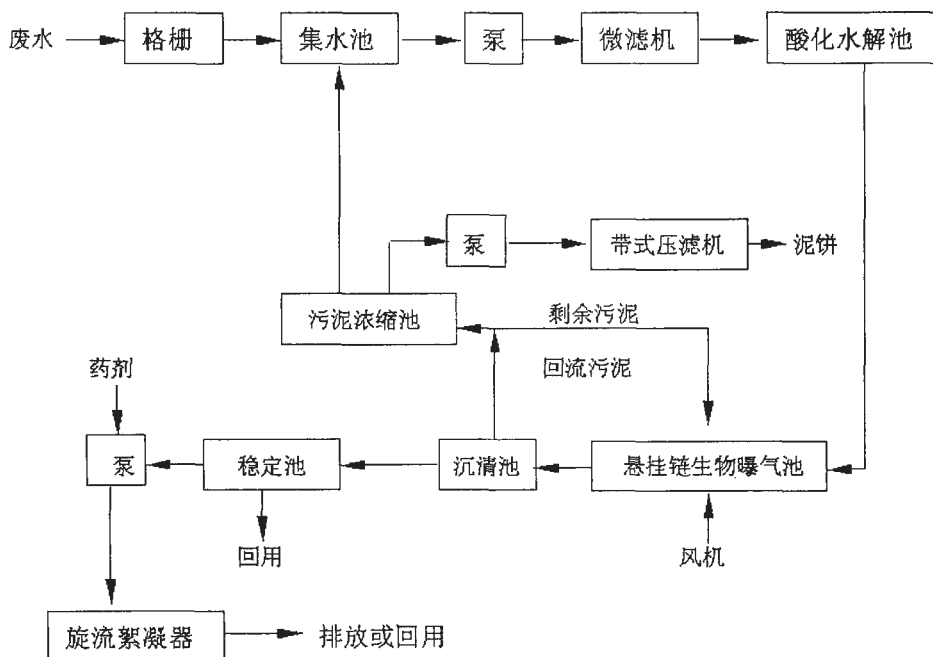 废水
格栅
集水池
泵
微滤机
酸化水解池
泵
带式压滤机
泥饼
污泥浓缩池
剩余污泥
回流污泥
药剂
泵
稳定池
沉清池
悬挂链生物曝气池
回用
风机
旋流絮凝器
排放或回用